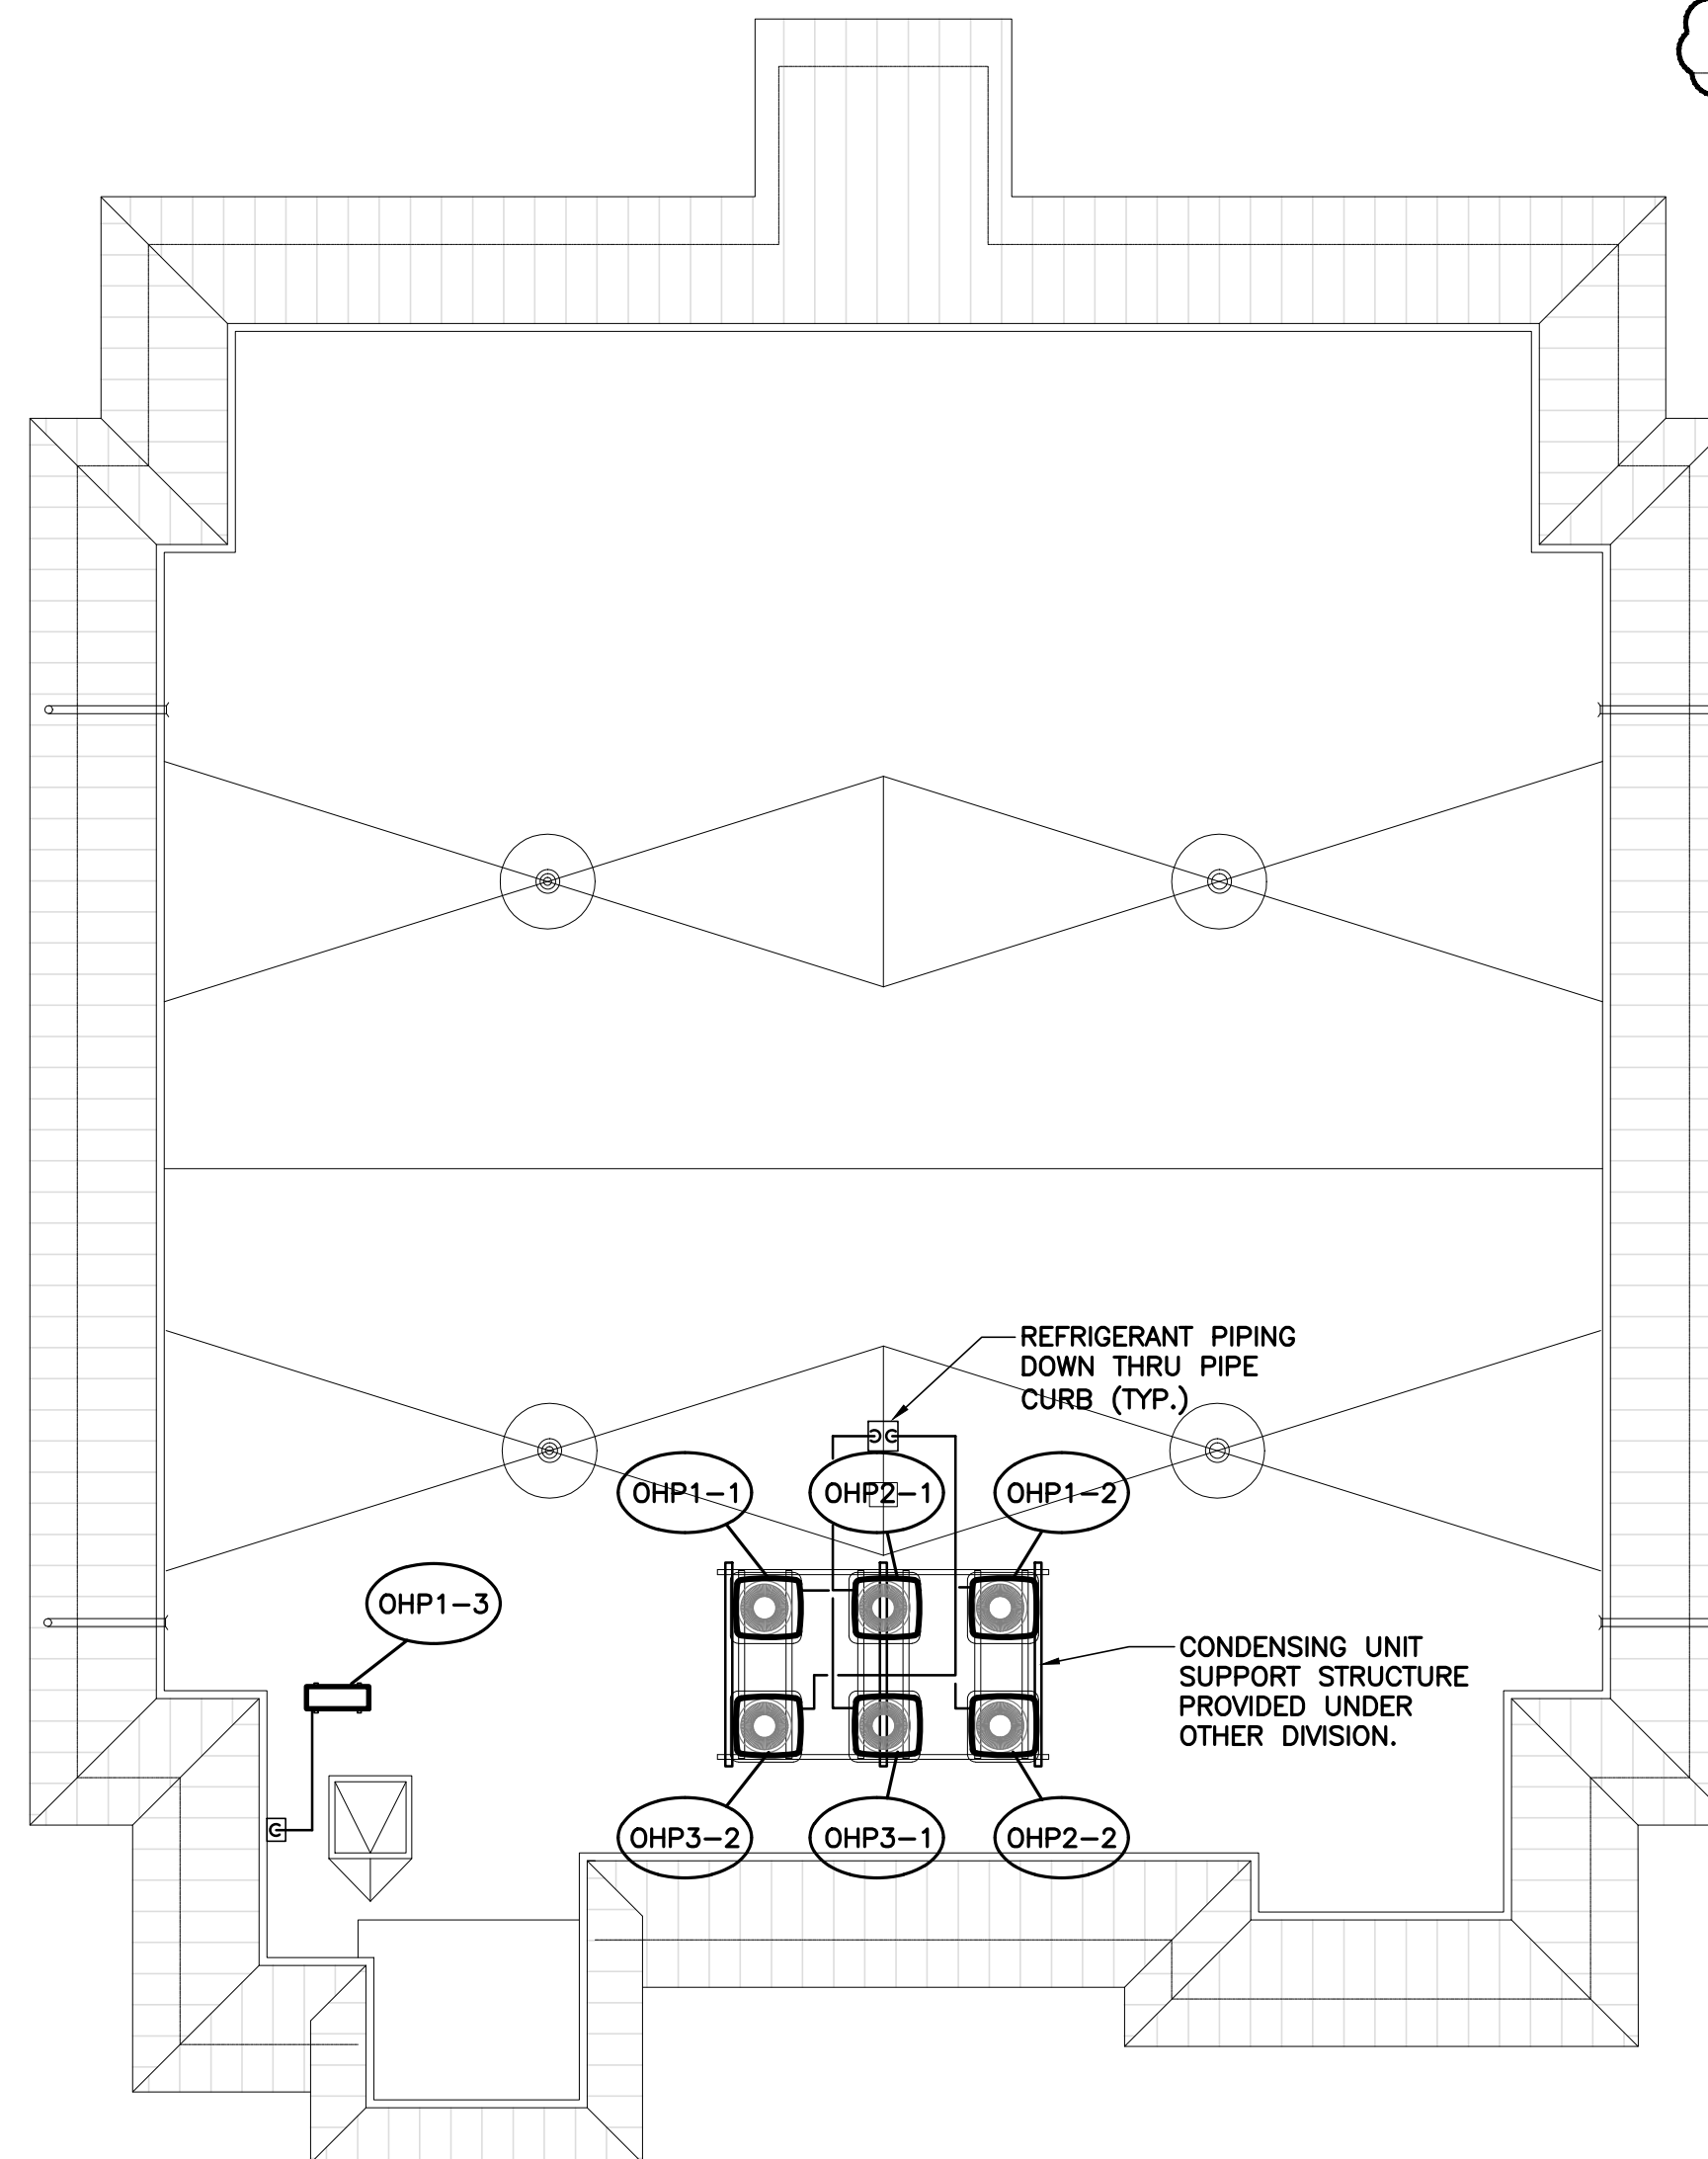 REFRIGERANT PIPING
DOWN THRU PIPE
CURB (TYP.)
OHP1-1
OHP2-1
OHP1-2
OHP1-3
CONDENSING UNIT
SUPPORT STRUCTURE
PROVIDED UNDER
OTHER DIVISION.
OHP3-2
OHP3-1
OHP2-2